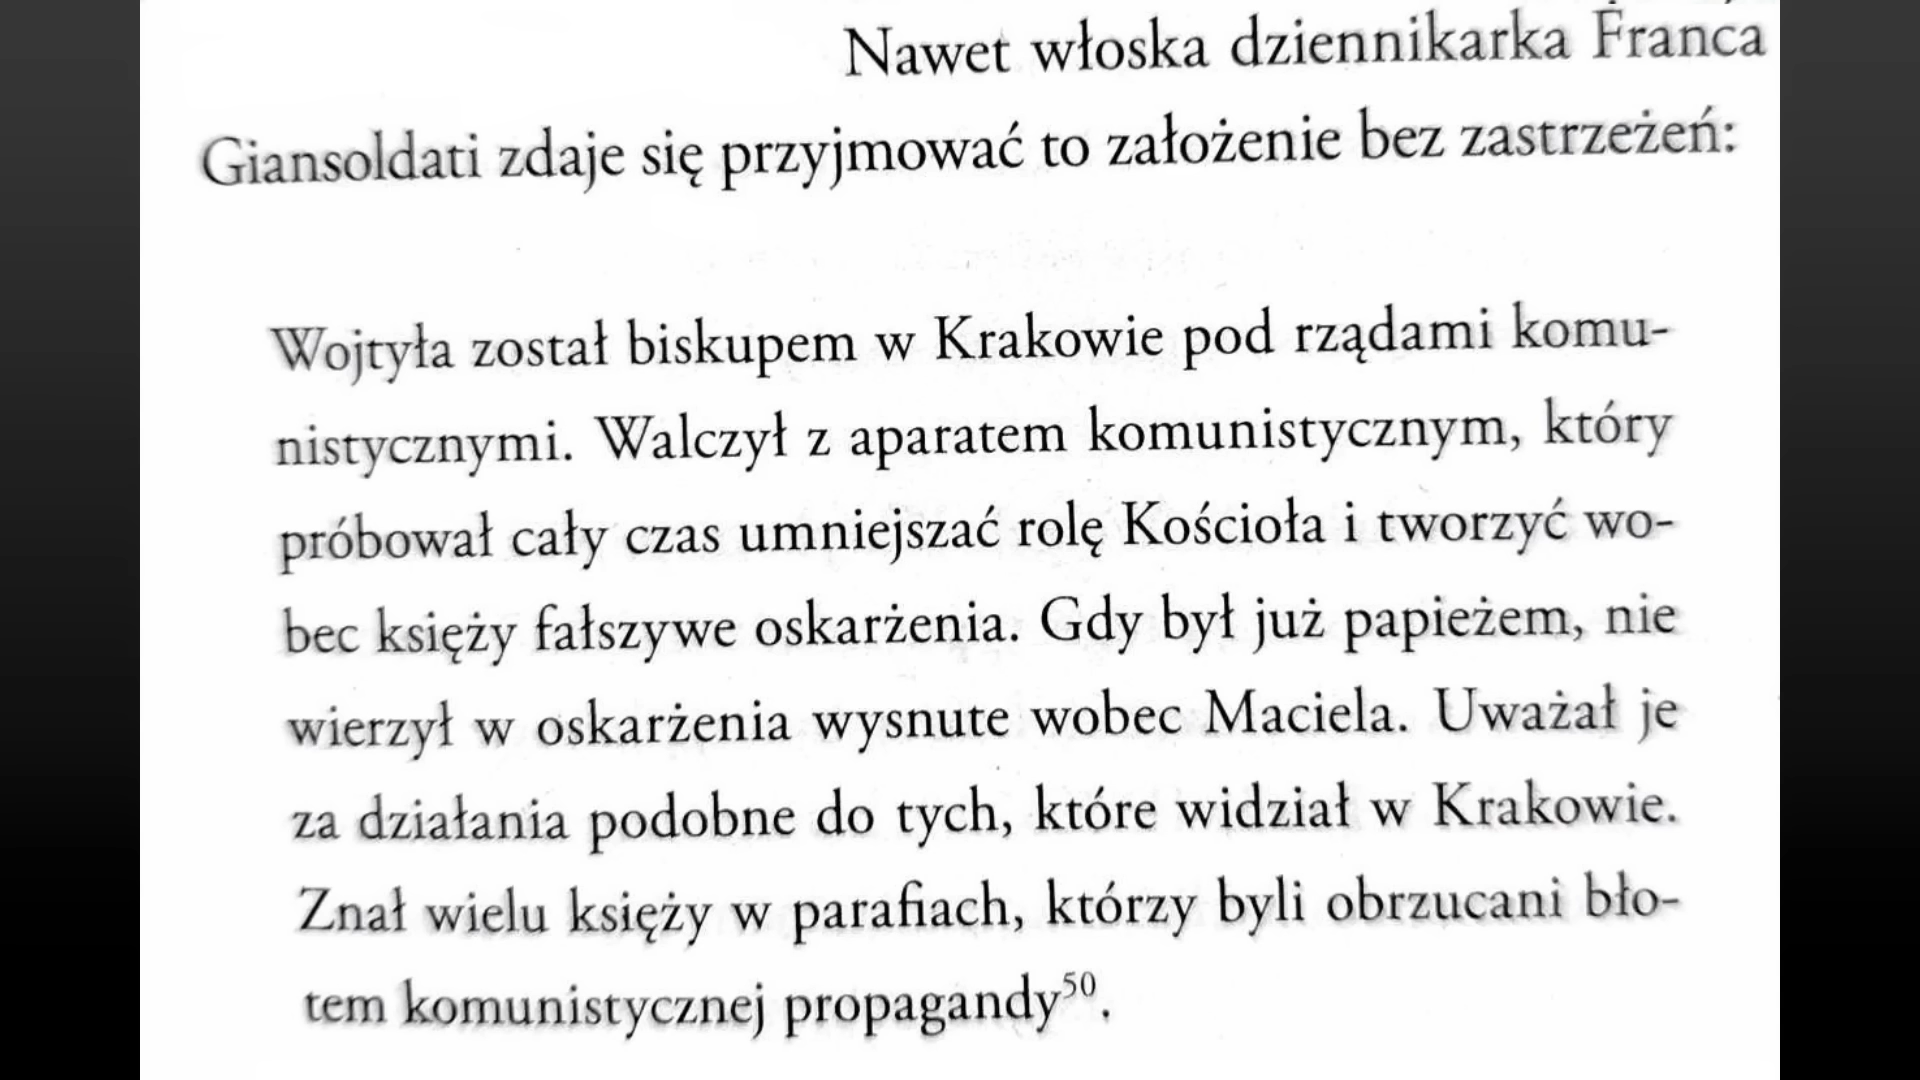 Nawet włoska dziennikarka Franca
Giansoldati zdaje się przyjmować to założenie bez zastrzeżeń:
Wojtyła został biskupem w Krakowie pod rządami komu-
nistycznymi. Walczył z aparatem komunistycznym, który
próbował cały czas umniejszać rolę Kościoła i tworzyć wo-
bec księży fałszywe oskarżenia. Gdy był już papieżem, nie
wierzył w oskarżenia wysnute wobec Maciela. Uważał je
za działania podobne do tych, które widział w Krakowie.
Znał wielu księży w parafiach, którzy byli obrzucani bło-
tem komunistycznej propagandy⁵⁰.